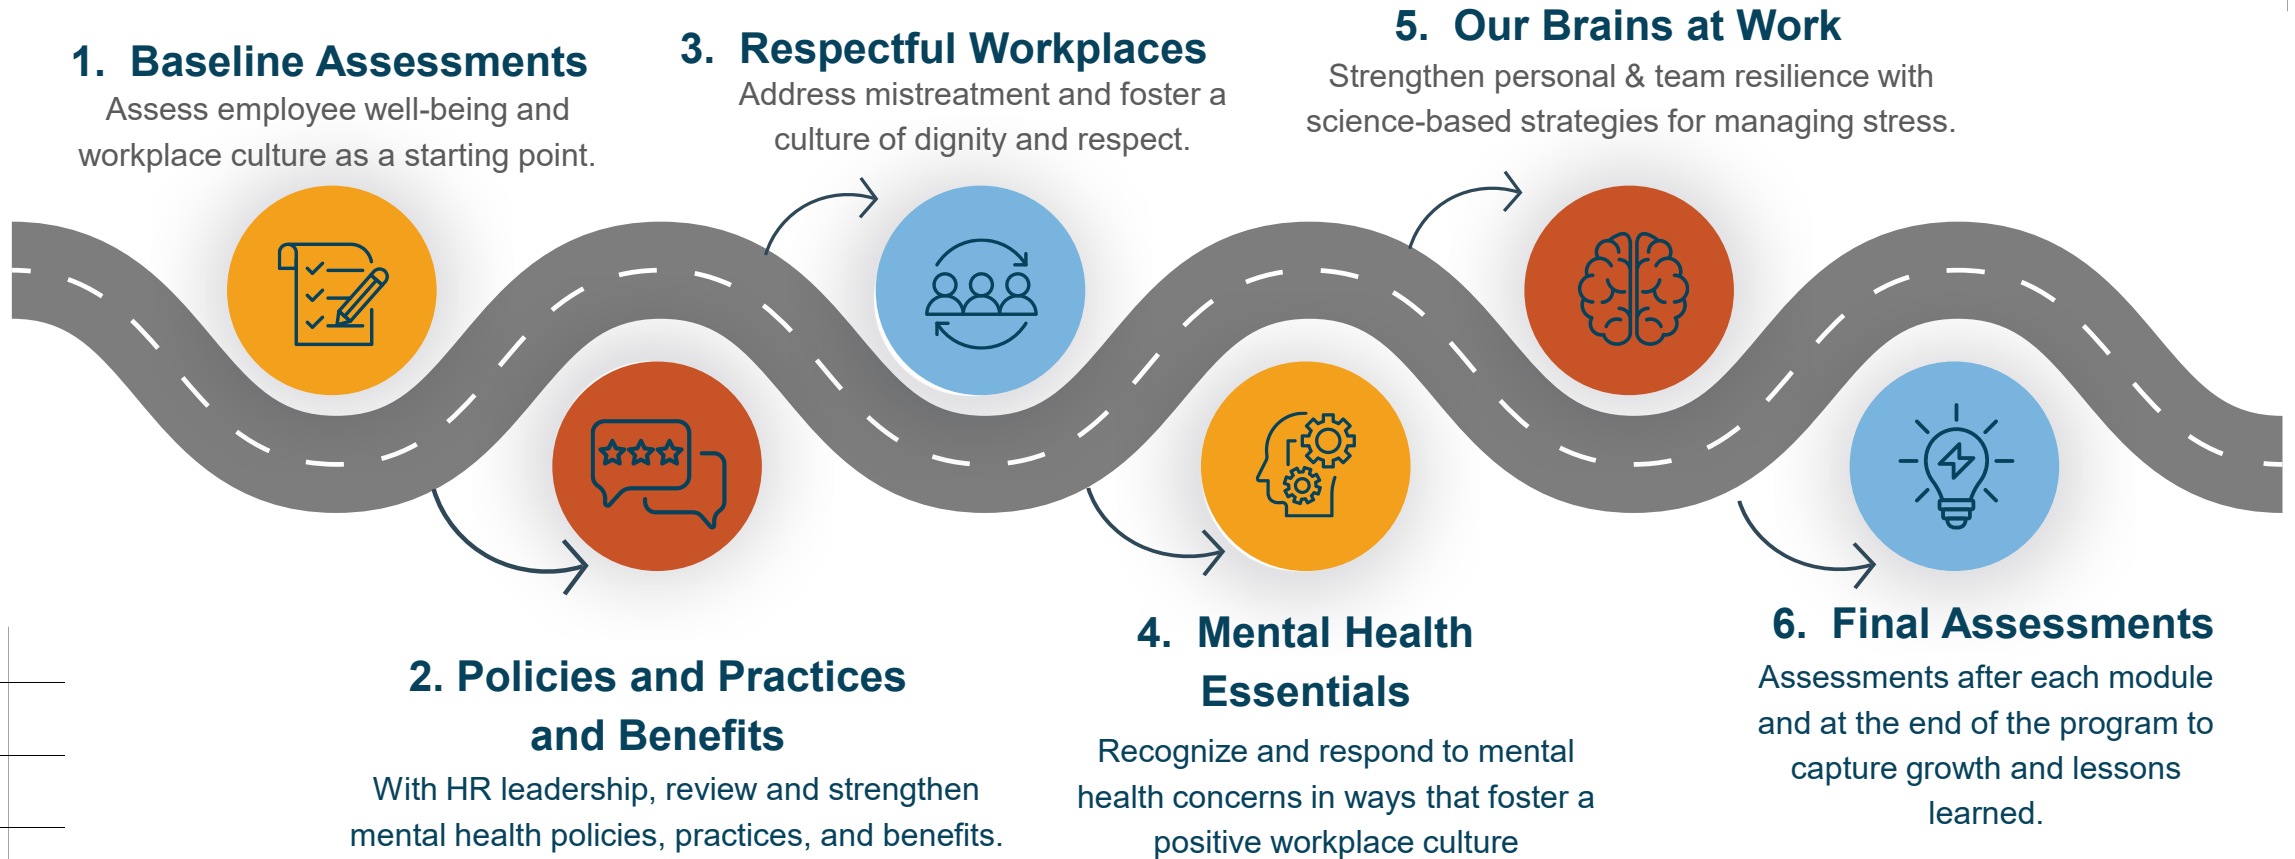 1. Baseline Assessments
Assess employee well-being and
workplace culture as a starting point.
2. Policies and Practices
and Benefits
With HR leadership, review and strengthen
mental health policies, practices, and benefits.
3. Respectful Workplaces
Address mistreatment and foster a
culture of dignity and respect.
4. Mental Health
Essentials
Recognize and respond to mental
health concerns in ways that foster a
positive workplace culture
5. Our Brains at Work
Strengthen personal & team resilience with
science-based strategies for managing stress.
6. Final Assessments
Assessments after each module
and at the end of the program to
capture growth and lessons
learned.